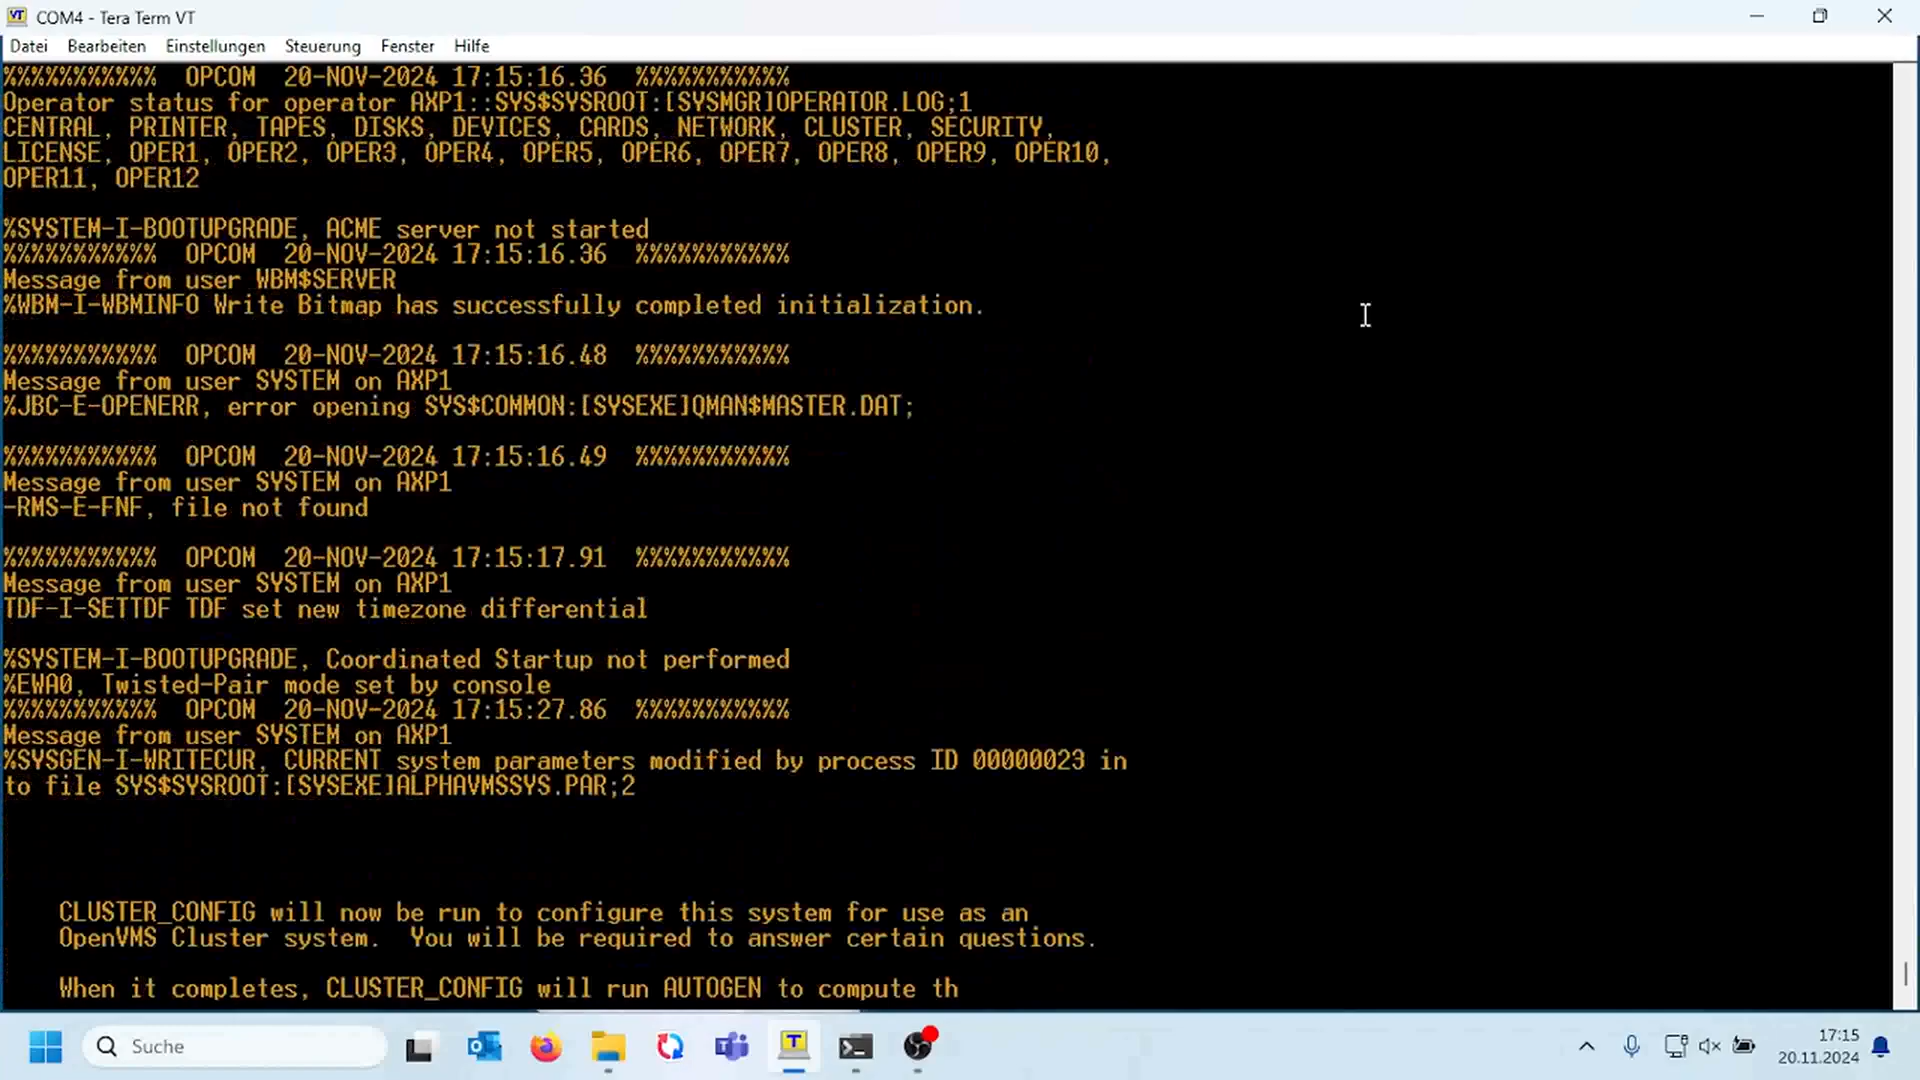 COM4 - Tera Term VT
Datei Bearbeiten Einstellungen Steuerung Fenster Hilfe
%%%%%%%%%%%  OPCOM  20-NOV-2024 17:15:16.36  %%%%%%%%%%%
Operator status for operator AXP1::SYS$SYSROOT:[SYSMGR]OPERATOR.LOG;1
CENTRAL, PRINTER, TAPES, DISKS, DEVICES, CARDS, NETWORK, CLUSTER, SECURITY,
LICENSE, OPER1, OPER2, OPER3, OPER4, OPER5, OPER6, OPER7, OPER8, OPER9, OPER10,
OPER11, OPER12
%SYSTEM-I-BOOTUPGRADE, ACME server not started
%%%%%%%%%%%  OPCOM  20-NOV-2024 17:15:16.36  %%%%%%%%%%%
Message from user WBM$SERVER
%WBM-I-WBMINFO Write Bitmap has successfully completed initialization.
%%%%%%%%%%%  OPCOM  20-NOV-2024 17:15:16.48  %%%%%%%%%%%
Message from user SYSTEM on AXP1
%JBC-E-OPENERR, error opening SYS$COMMON:[SYSEXE]QMAN$MASTER.DAT;
%%%%%%%%%%%  OPCOM  20-NOV-2024 17:15:16.49  %%%%%%%%%%%
Message from user SYSTEM on AXP1
-RMS-E-FNF, file not found
%%%%%%%%%%%  OPCOM  20-NOV-2024 17:15:17.91  %%%%%%%%%%%
Message from user SYSTEM on AXP1
TDF-I-SETTDF TDF set new timezone differential
%SYSTEM-I-BOOTUPGRADE, Coordinated Startup not performed
%EWA0, Twisted-Pair mode set by console
%%%%%%%%%%%  OPCOM  20-NOV-2024 17:15:27.86  %%%%%%%%%%%
Message from user SYSTEM on AXP1
%SYSGEN-I-WRITECUR, CURRENT system parameters modified by process ID 00000023 in
to file SYS$SYSROOT:[SYSEXE]ALPHAVMSSYS.PAR;2
CLUSTER_CONFIG will now be run to configure this system for use as an
OpenVMS Cluster system.  You will be required to answer certain questions.
When it completes, CLUSTER_CONFIG will run AUTOGEN to compute th
Suche
17:15
20.11.2024